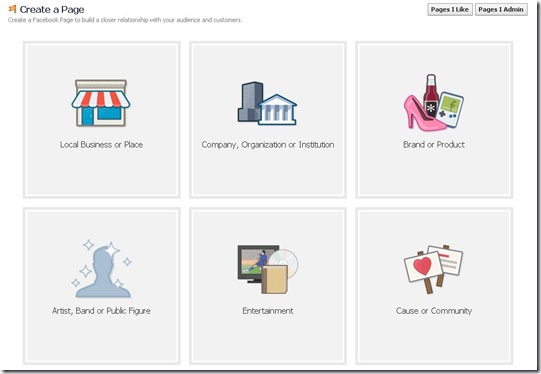 Create a Page
Pages I Like
Pages I Admin
Create a Facebook Page to build a closer relationship with your audience and customers.
Local Business or Place
Company, Organization or Institution
Brand or Product
Artist, Band or Public Figure
Entertainment
Cause or Community